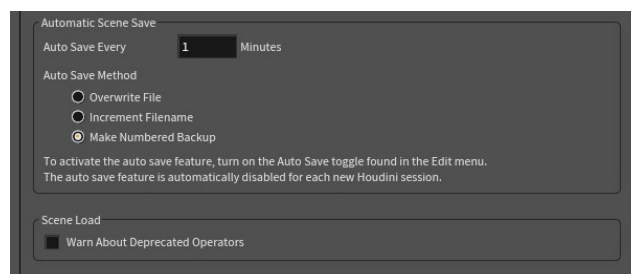 Automatic Scene Save
Auto Save Every 1 Minutes
Auto Save Method
Overwrite File
Increment Filename
Make Numbered Backup
To activate the auto save feature, turn on the Auto Save toggle found in the Edit menu.
The auto save feature is automatically disabled for each new Houdini session.
Scene Load
Warn About Deprecated Operators